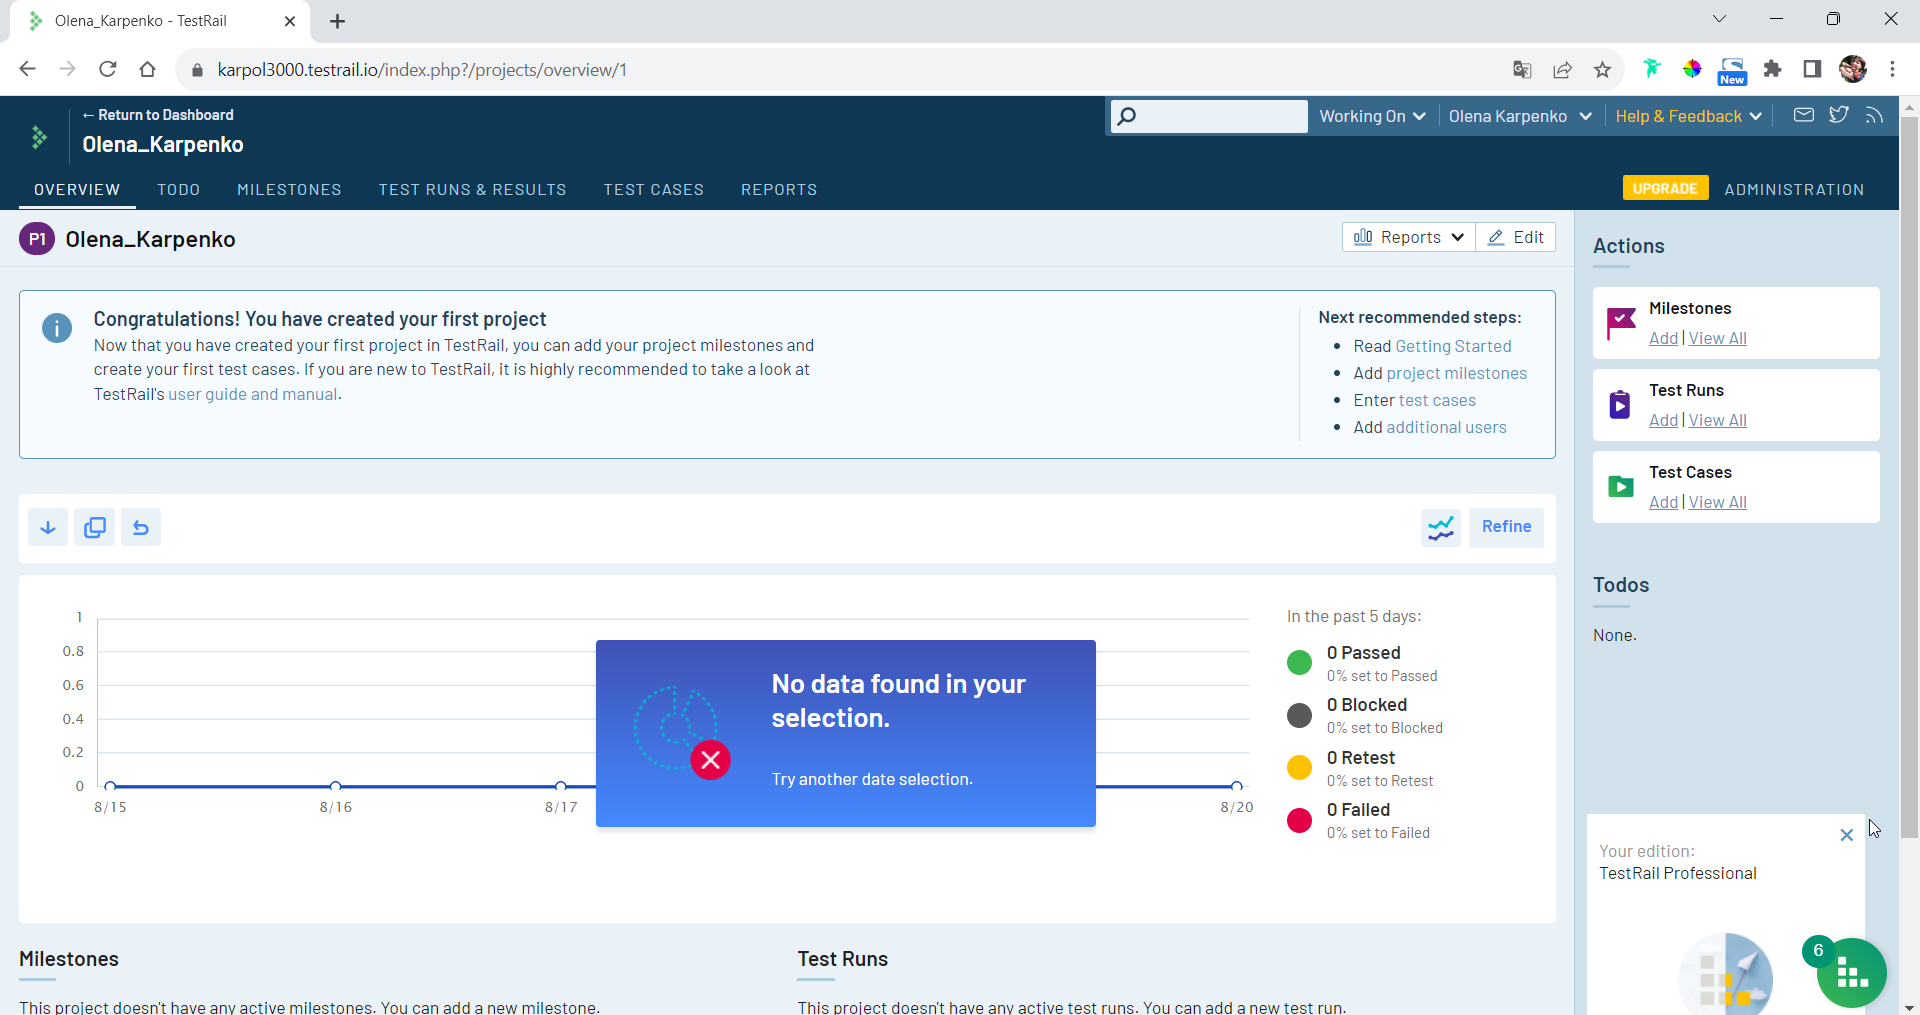 Olena_Karpenko - TestRail
karpol3000.testrail.io/index.php?/projects/overview/1
New
← Return to Dashboard
Olena_Karpenko
Working On
Olena Karpenko
Help & Feedback
OVERVIEW
TODO
MILESTONES
TEST RUNS & RESULTS
TEST CASES
REPORTS
UPGRADE
ADMINISTRATION
P1
Olena_Karpenko
Reports
Edit
i
Congratulations! You have created your first project
Now that you have created your first project in TestRail, you can add your project milestones and
create your first test cases. If you are new to TestRail, it is highly recommended to take a look at
TestRail's user guide and manual.
Next recommended steps:
• Read Getting Started
• Add project milestones
• Enter test cases
• Add additional users
Actions
Milestones
Add | View All
Test Runs
Add | View All
Test Cases
Add | View All
Refine
1
0.8
0.6
0.4
0.2
0
8/15
8/16
8/17
8/20
No data found in your
selection.
Try another date selection.
In the past 5 days:
0 Passed
0% set to Passed
0 Blocked
0% set to Blocked
0 Retest
0% set to Retest
0 Failed
0% set to Failed
Todos
None.
Your edition:
TestRail Professional
6
Milestones
This project doesn't have any active milestones. You can add a new milestone.
Test Runs
This project doesn't have any active test runs. You can add a new test run.